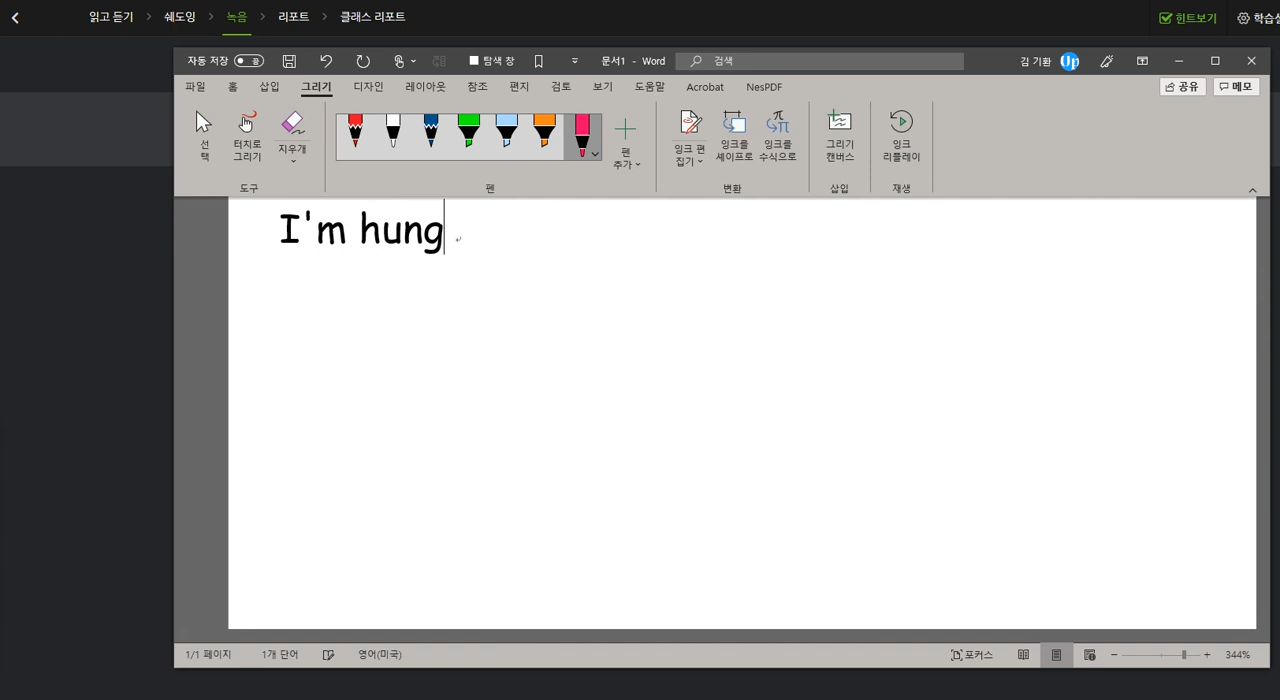 읽고 듣기 > 쉐도잉 > 녹음 > 리포트 > 클래스 리포트 힌트보기
자동 저장 끔 탐색 창 문서1 - Word 검색 김 기환 Up
파일 홈 삽입 그리기 디자인 레이아웃 참조 편지 검토 보기 도움말 Acrobat NesPDF 공유 메모
선택
터치로 그리기
지우개
펜 추가
잉크 편집기
잉크를 셰이프로
잉크를 수식으로
그리기 캔버스
잉크 리플레이
도구 펜 변환 삽입 재생
I'm hung
1/1 페이지 1개 단어 영어(미국) 포커스 344%